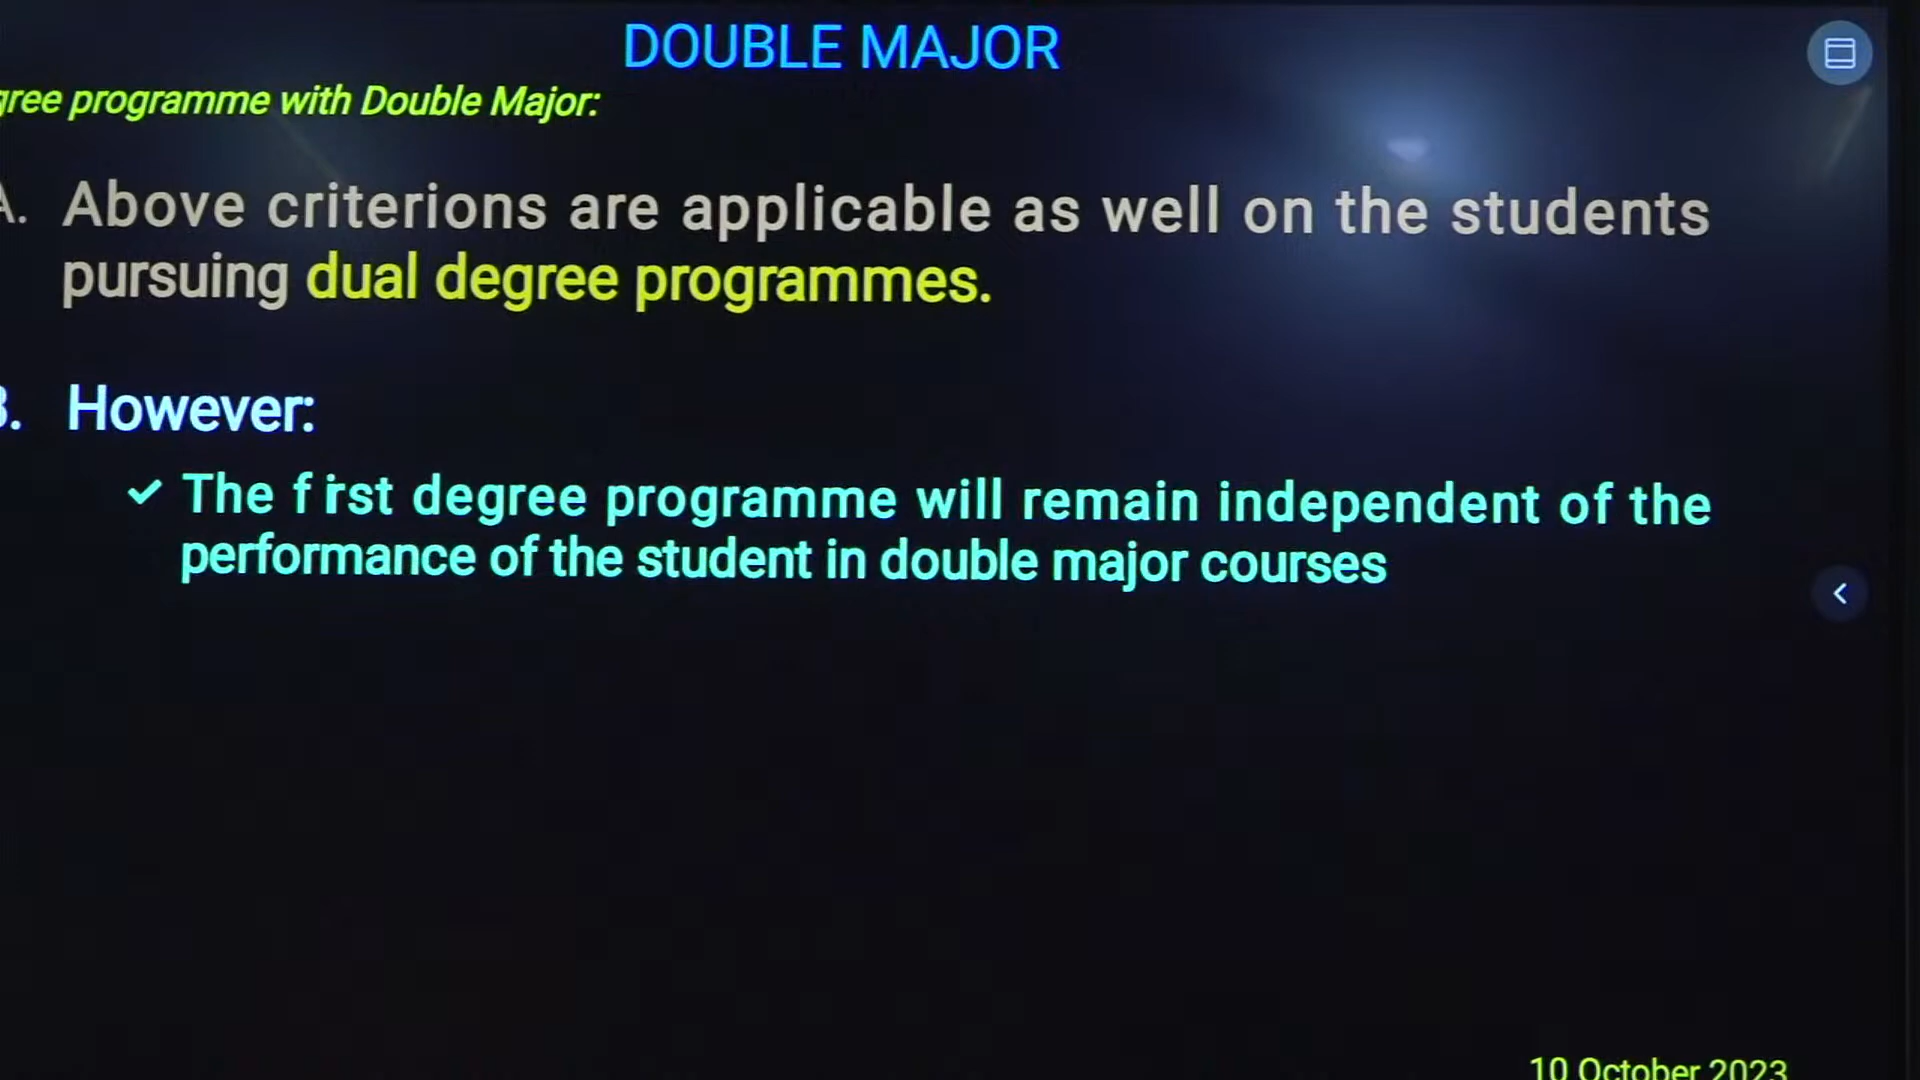 DOUBLE MAJOR
gree programme with Double Major:
A. Above criterions are applicable as well on the students
pursuing dual degree programmes.
B. However:
✓ The first degree programme will remain independent of the
performance of the student in double major courses
10 October 2023